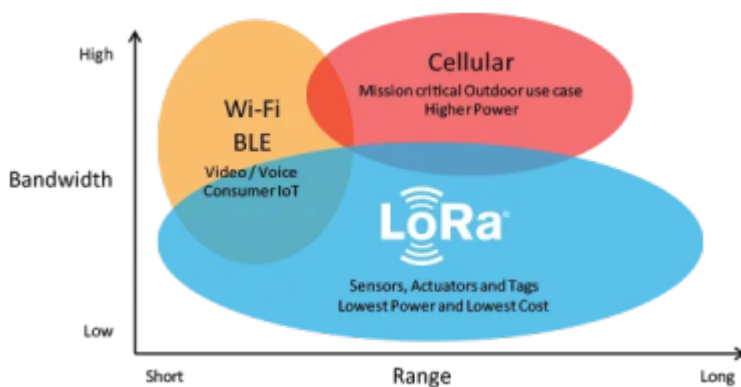 High
Bandwidth
Low
Wi-Fi
BLE
Video / Voice
Consumer IoT
Cellular
Mission critical Outdoor use case
Higher Power
LoRa®
Sensors, Actuators and Tags
Lowest Power and Lowest Cost
Short
Range
Long